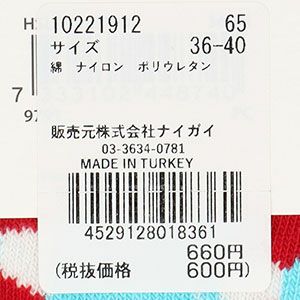 10221912 65
サイズ 36-40
綿 ナイロン ポリウレタン
販売元株式会社ナイガイ
03-3634-0781
MADE IN TURKEY
4529128018361
660円
(税抜価格 600円)